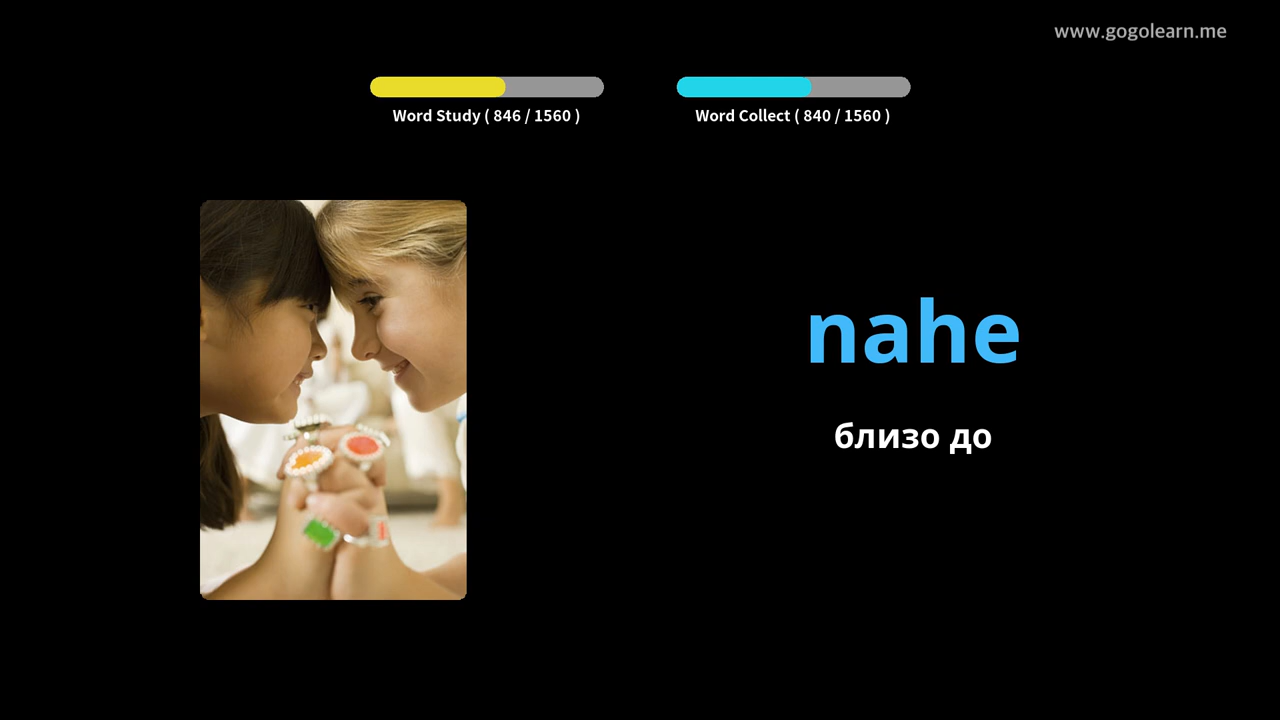 www.gogolearn.me
Word Study ( 846 / 1560 )
Word Collect ( 840 / 1560 )
nahe
близо до